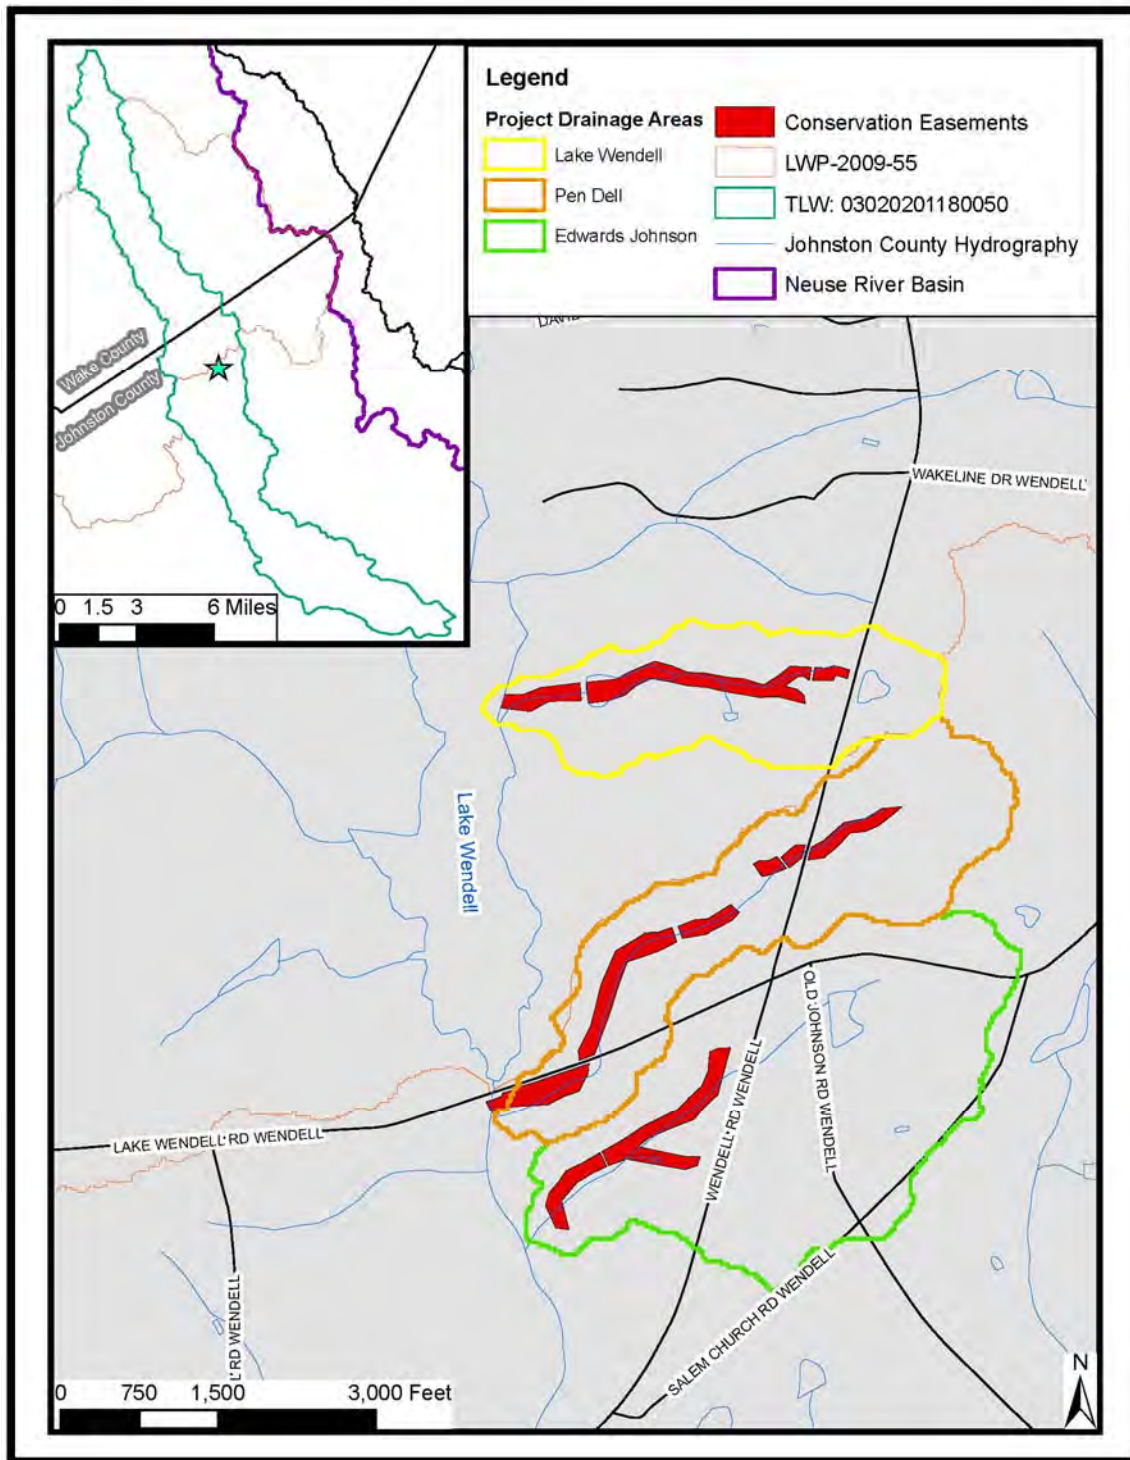 Legend
Project Drainage Areas
Lake Wendell
Pen Dell
Edwards Johnson
Conservation Easements
LWP-2009-55
TLW: 03020201180050
Johnston County Hydrography
Neuse River Basin
Wake County
Johnston County
0 1.5 3 6 Miles
WAKELINE DR WENDELL
Lake Wendell
OLD JOHNSON RD WENDELL
WENDELL RD WENDELL
LAKE WENDELL RD WENDELL
RD WENDELL
SALEM CHURCH RD WENDELL
0 750 1,500 3,000 Feet
N